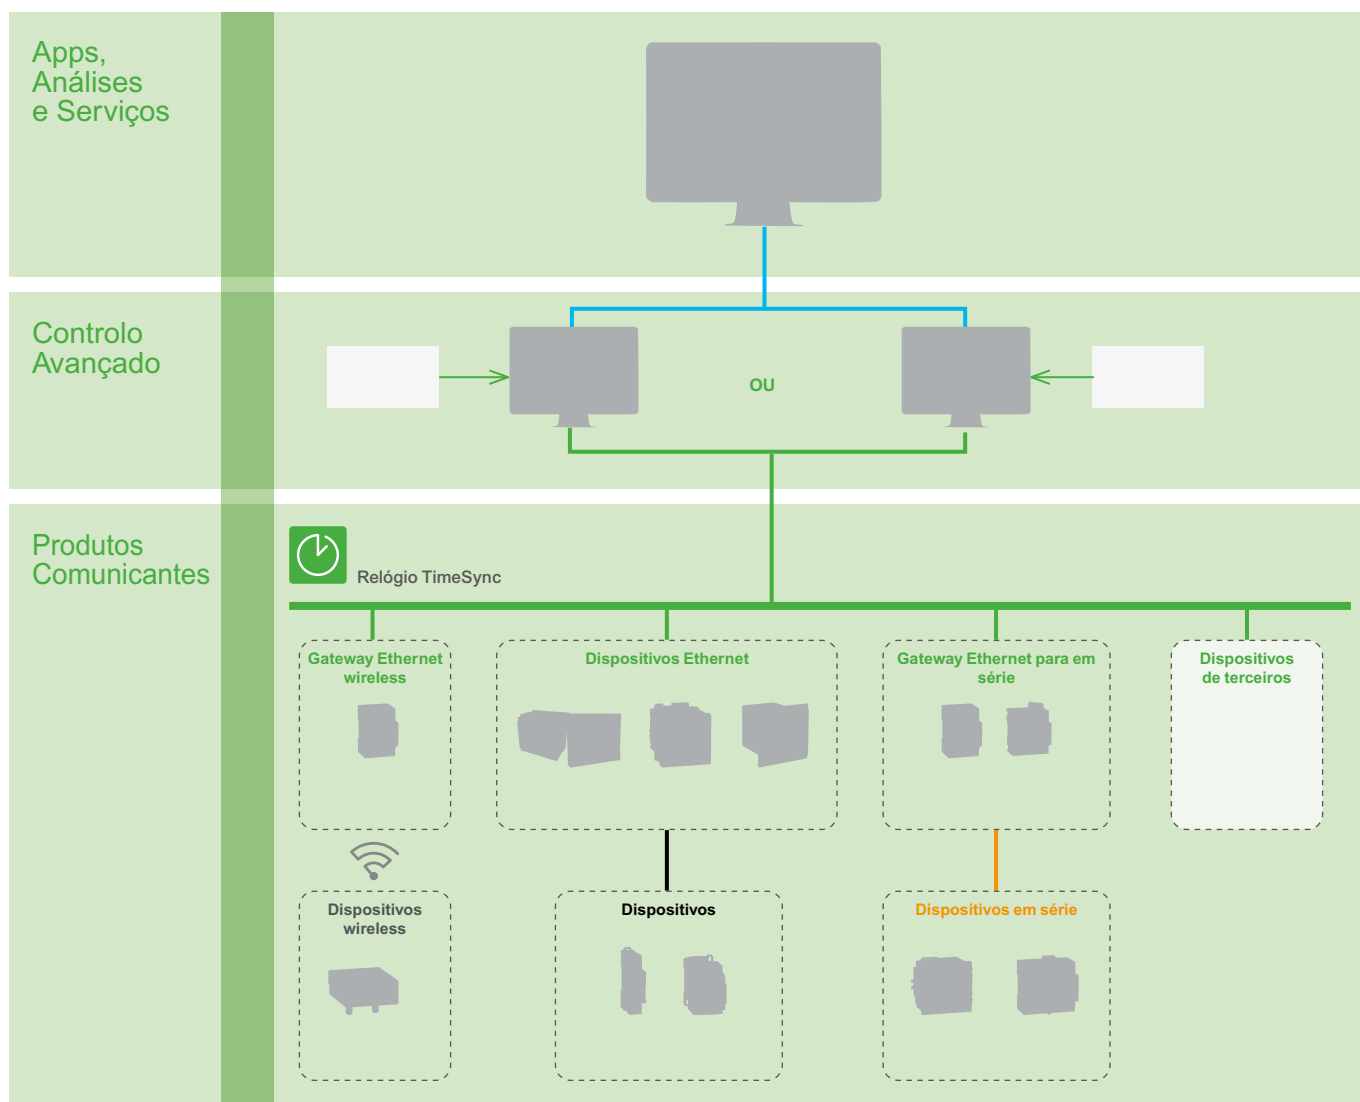 Apps,
Análises
e Serviços
Controlo
Avançado
OU
Produtos
Comunicantes
Relógio TimeSync
Gateway Ethernet
wireless
Dispositivos Ethernet
Gateway Ethernet para em
série
Dispositivos
de terceiros
Dispositivos
wireless
Dispositivos
Dispositivos em série